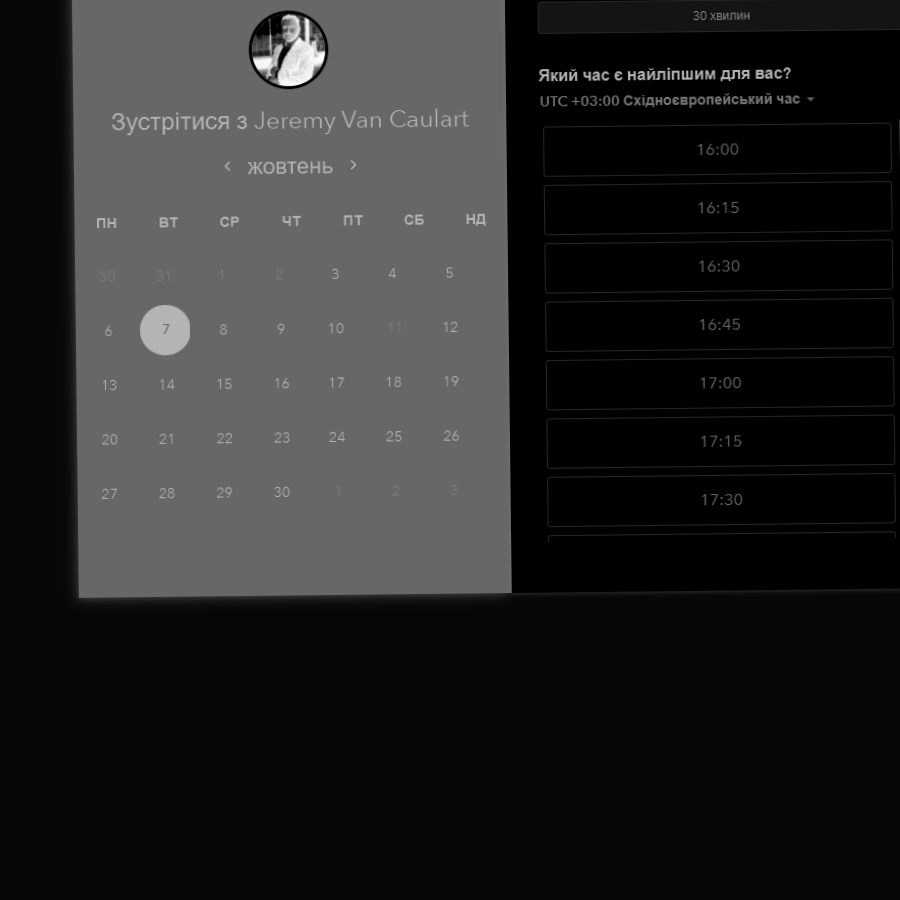 Зустрітися з Jeremy Van Caulart
жовтень
ПН ВТ СР ЧТ ПТ СБ НД
30 31 1 2 3 4 5
6 7 8 9 10 11 12
13 14 15 16 17 18 19
20 21 22 23 24 25 26
27 28 29 30 1 2 3
30 хвилин
Який час є найліпшим для вас?
UTC +03:00 Східноєвропейський час
16:00
16:15
16:30
16:45
17:00
17:15
17:30